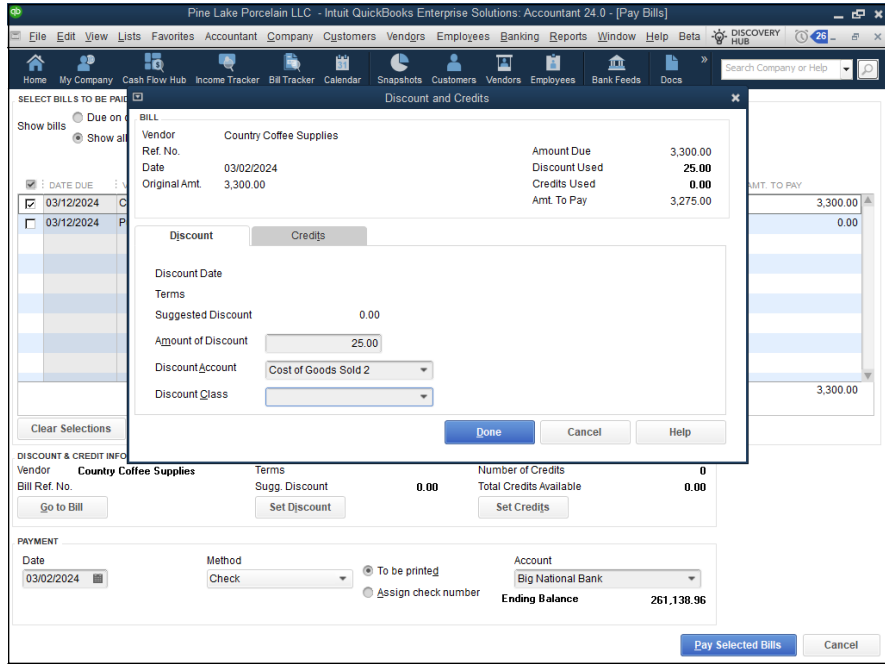 qb Pine Lake Porcelain LLC - Intuit QuickBooks Enterprise Solutions: Accountant 24.0 - [Pay Bills]
File Edit View Lists Favorites Accountant Company Customers Vendors Employees Banking Reports Window Help Beta DISCOVERY HUB 26
31
Home My Company Cash Flow Hub Income Tracker Bill Tracker Calendar Snapshots Customers Vendors Employees Bank Feeds Docs » Search Company or Help
SELECT BILLS TO BE PAID
Show bills Due on o
Show all
DATE DUE V AMT. TO PAY
03/12/2024 C 3,300.00
03/12/2024 P 0.00
3,300.00
Clear Selections
Discount and Credits
BILL
Vendor Country Coffee Supplies
Ref. No. Amount Due 3,300.00
Date 03/02/2024 Discount Used 25.00
Original Amt. 3,300.00 Credits Used 0.00
Amt. To Pay 3,275.00
Discount Credits
Discount Date
Terms
Suggested Discount 0.00
Amount of Discount 25.00
Discount Account Cost of Goods Sold 2
Discount Class
Done Cancel Help
DISCOUNT & CREDIT INFO
Vendor Country Coffee Supplies Terms Number of Credits 0
Bill Ref. No. Sugg. Discount 0.00 Total Credits Available 0.00
Go to Bill Set Discount Set Credits
PAYMENT
Date Method To be printed Account
03/02/2024 Check Assign check number Big National Bank
Ending Balance 261,138.96
Pay Selected Bills Cancel